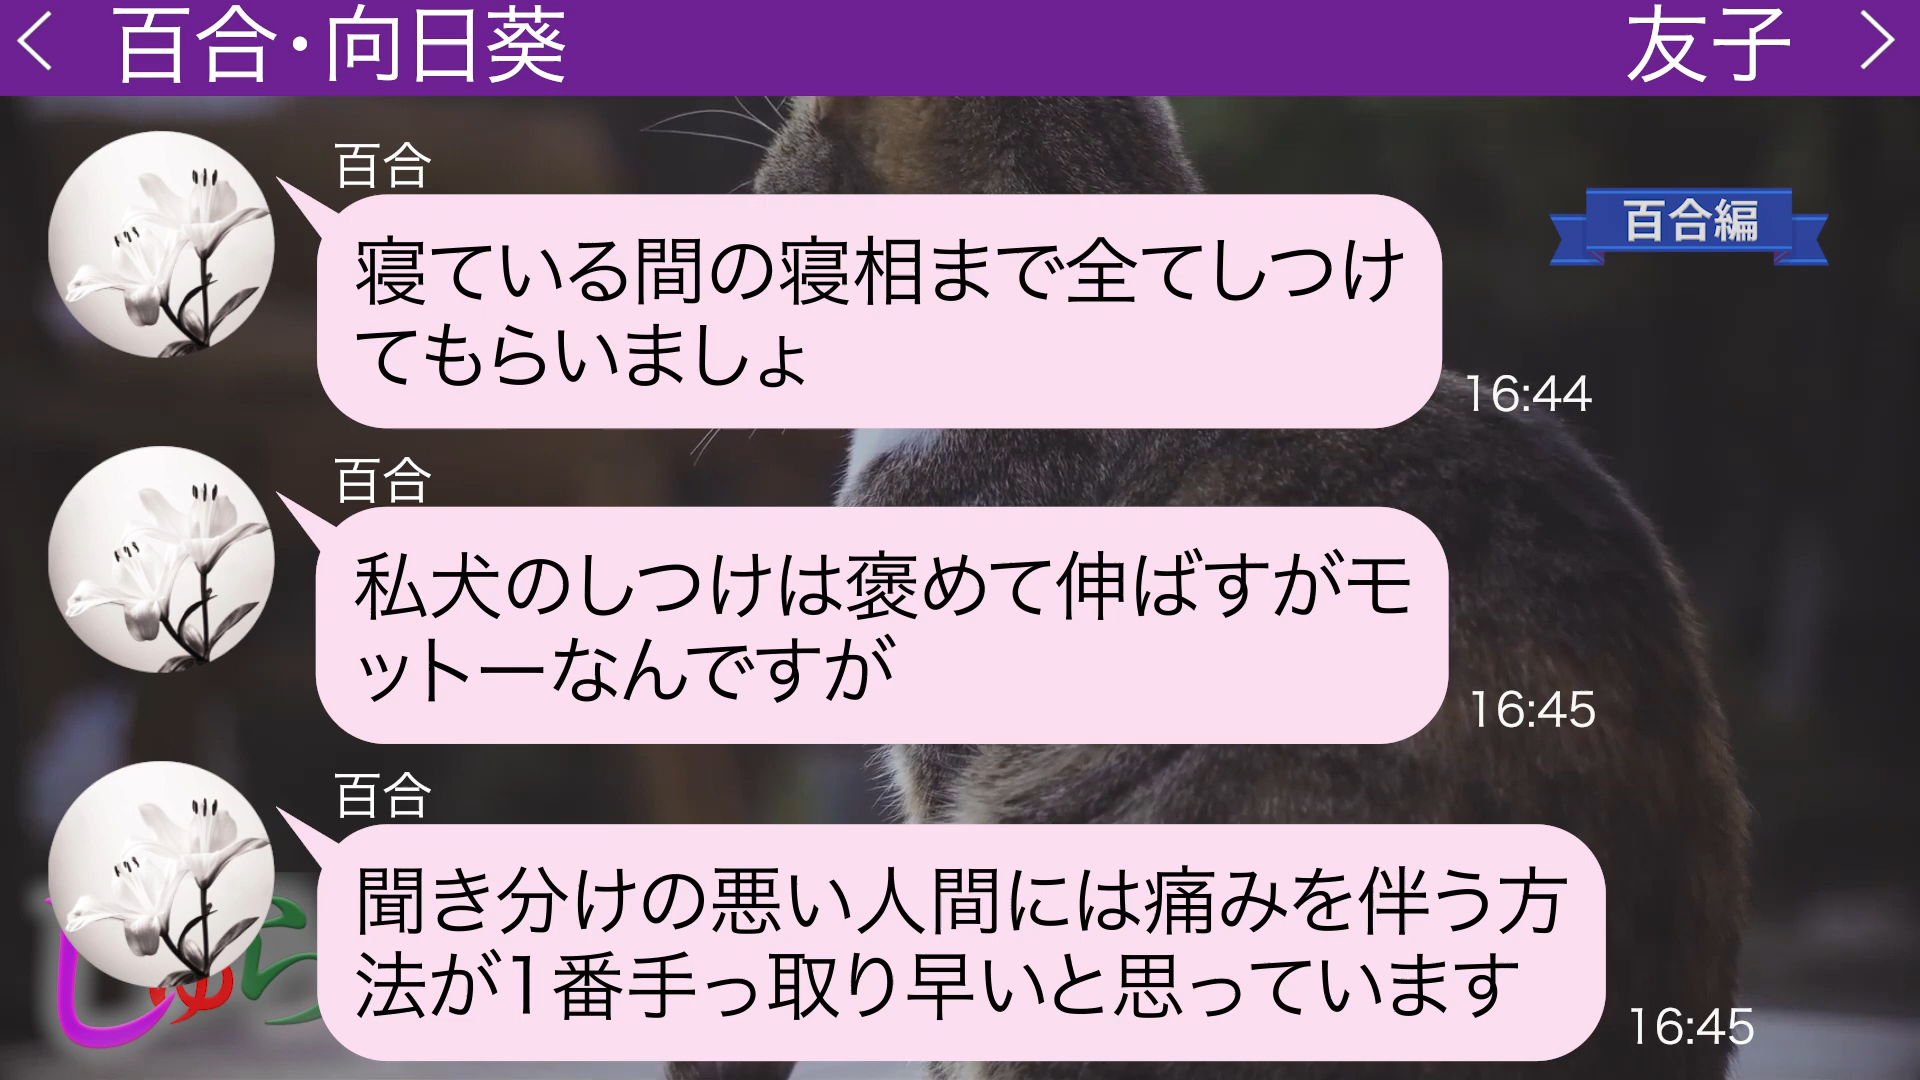 百合・向日葵
友子
百合編
百合
寝ている間の寝相まで全てしつけ
てもらいましょ
16:44
百合
私犬のしつけは褒めて伸ばすがモ
ットーなんですが
16:45
百合
聞き分けの悪い人間には痛みを伴う方
法が1番手っ取り早いと思っています
16:45